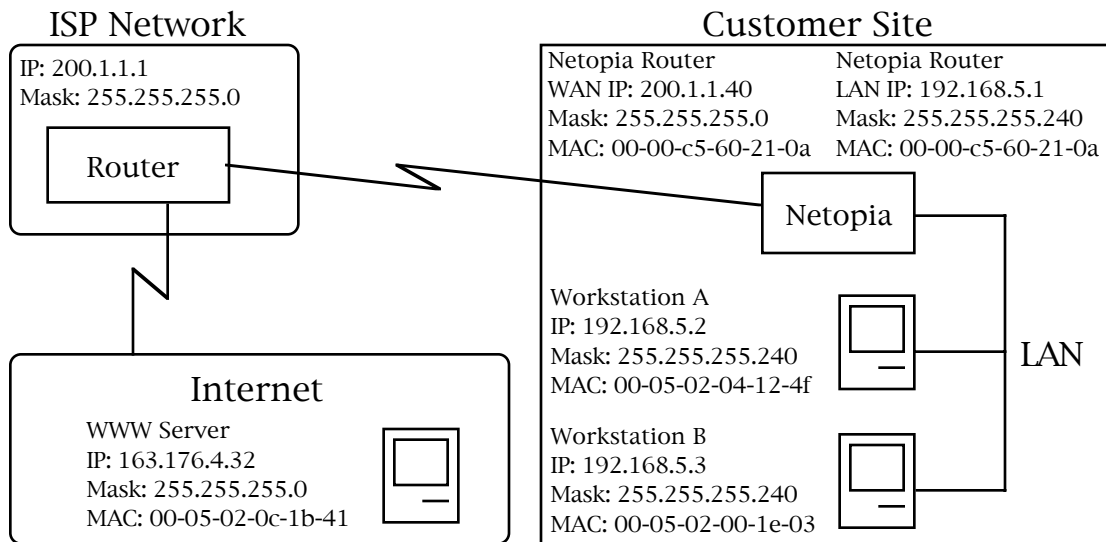 ISP Network
IP: 200.1.1.1
Mask: 255.255.255.0
Router
Customer Site
Netopia Router
WAN IP: 200.1.1.40
Mask: 255.255.255.0
MAC: 00-00-c5-60-21-0a
Netopia Router
LAN IP: 192.168.5.1
Mask: 255.255.255.240
MAC: 00-00-c5-60-21-0a
Netopia
Workstation A
IP: 192.168.5.2
Mask: 255.255.255.240
MAC: 00-05-02-04-12-4f
LAN
Workstation B
IP: 192.168.5.3
Mask: 255.255.255.240
MAC: 00-05-02-00-1e-03
Internet
WWW Server
IP: 163.176.4.32
Mask: 255.255.255.0
MAC: 00-05-02-0c-1b-41